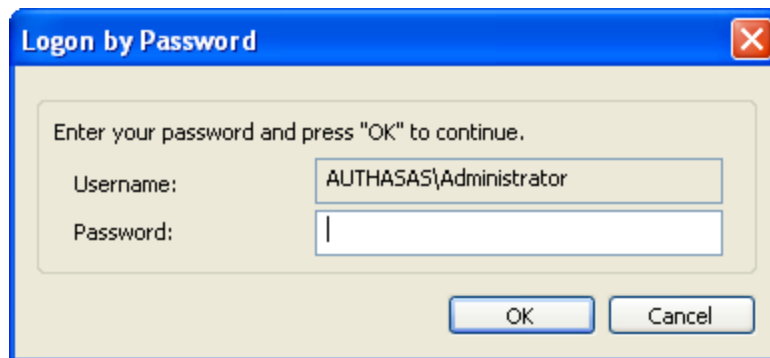 Logon by Password
Enter your password and press "OK" to continue.
Username: AUTHASAS\Administrator
Password:
OK Cancel